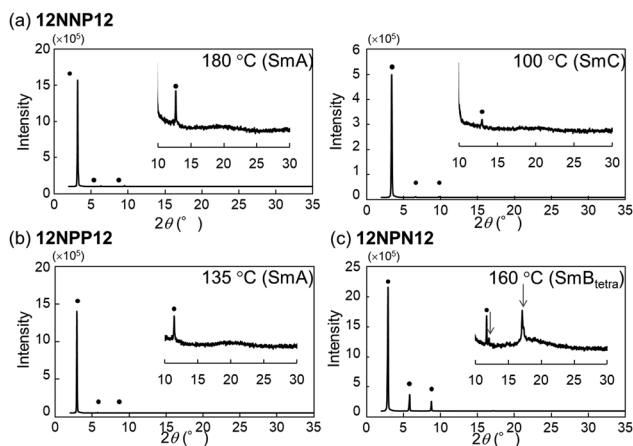 (a) 12NNP12
(×10⁵)
180 °C (SmA)
20
15
10
5
0
Intensity
10 15 20 25 30
0 5 10 15 20 25 30 35
2θ (°)
(×10⁵)
100 °C (SmC)
6
5
4
3
2
1
0
Intensity
10 15 20 25 30
0 5 10 15 20 25 30 35
2θ (°)
(b) 12NPP12
(×10⁵)
135 °C (SmA)
20
15
10
5
0
Intensity
10 15 20 25 30
0 5 10 15 20 25 30 35
2θ (°)
(c) 12NPN12
(×10⁵)
160 °C (SmBtetra)
25
20
15
10
5
0
Intensity
10 15 20 25 30
0 5 10 15 20 25 30 35
2θ (°)